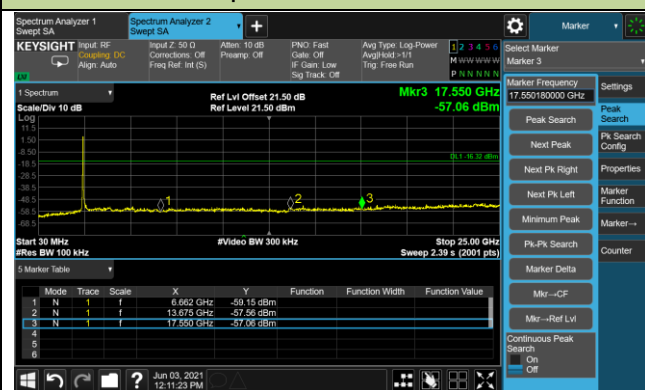 Spectrum Analyzer 1
Swept SA
Spectrum Analyzer 2
Swept SA
+
Marker
KEYSIGHT
Input: RF
Coupling: DC
Align: Auto
Input Z: 50 Ω
Corrections: Off
Freq Ref: Int (S)
Atten: 10 dB
Preamp: Off
PNO: Fast
Gate: Off
IF Gain: Low
Sig Track: Off
Avg Type: Log-Power
Avg|Hold:>1/1
Trig: Free Run
1 2 3 4 5 6
M W W W W W
P N N N N N
Select Marker
Marker 3
1 Spectrum
Scale/Div 10 dB
Log
Ref Lvl Offset 21.50 dB
Ref Level 21.50 dBm
Mkr3 17.550 GHz
-57.06 dBm
11.5
1.50
-8.50
-18.5
-28.5
-38.5
-48.5
-58.5
-68.5
DL1 -16.32 dBm
1
2
3
Start 30 MHz
#Res BW 100 kHz
#Video BW 300 kHz
Stop 25.00 GHz
Sweep 2.39 s (2001 pts)
5 Marker Table
Mode Trace Scale X Y Function Function Width Function Value
1 N 1 f 6.662 GHz -59.15 dBm
2 N 1 f 13.675 GHz -57.56 dBm
3 N 1 f 17.550 GHz -57.06 dBm
4
5
6
Marker Frequency
17.550180000 GHz
Peak Search
Next Peak
Next Pk Right
Next Pk Left
Minimum Peak
Pk-Pk Search
Marker Delta
Mkr→CF
Mkr→Ref Lvl
Continuous Peak
Search
On
Off
Settings
Peak
Search
Pk Search
Config
Properties
Marker
Function
Marker→
Counter
?
Jun 03, 2021
12:11:23 PM